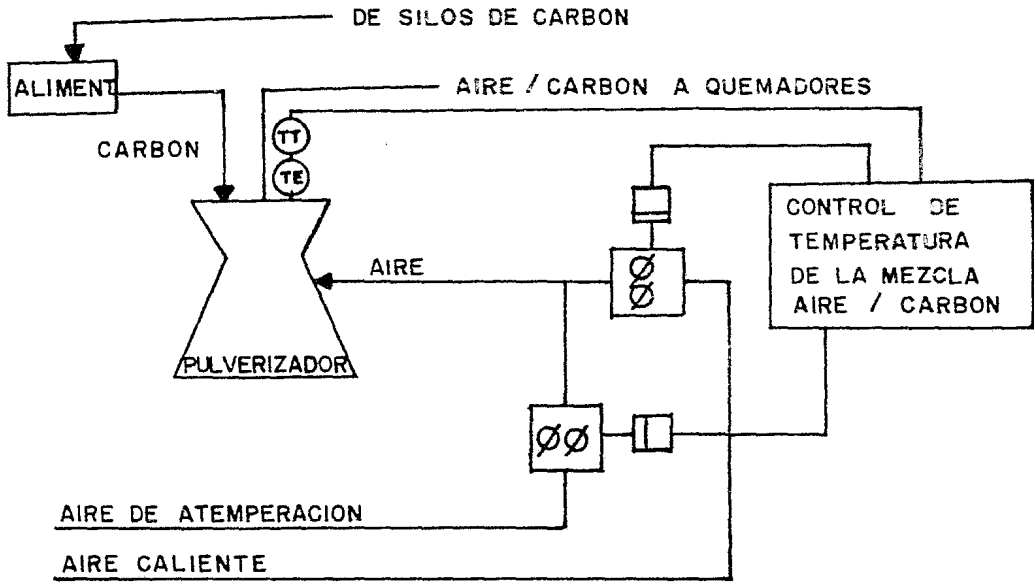 DE SILOS DE CARBON
ALIMENT
AIRE / CARBON A QUEMADORES
CARBON
TT
TE
CONTROL DE
TEMPERATURA
DE LA MEZCLA
AIRE / CARBON
AIRE
PULVERIZADOR
AIRE DE ATEMPERACION
AIRE CALIENTE